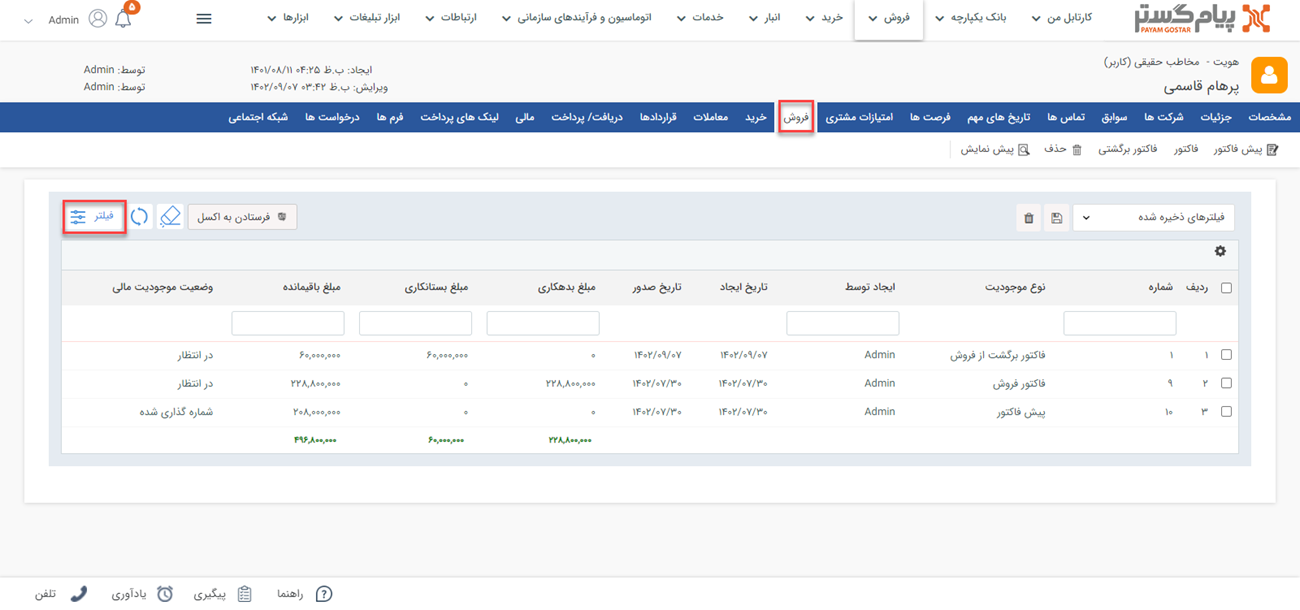 پیام گستر کارتابل من بانک یکپارچه فروش خرید انبار خدمات اتوماسیون و فرآیندهای سازمانی ارتباطات ابزار تبلیغات ابزارها ۵ Admin
PAYAM GOSTAR
هویت - مخاطب حقیقی (کاربر) ایجاد: ب.ظ ۰۴:۲۵ ۱۴۰۱/۰۸/۱۱ توسط: Admin
پرهام قاسمی ویرایش: ب.ظ ۰۳:۴۲ ۱۴۰۲/۰۹/۰۷ توسط: Admin
مشخصات جزئیات شرکت ها سوابق تماس ها تاریخ های مهم فرصت ها امتیازات مشتری فروش خرید معاملات قراردادها دریافت/ پرداخت مالی لینک های پرداخت فرم ها درخواست ها شبکه اجتماعی
پیش فاکتور فاکتور فاکتور برگشتی حذف پیش نمایش
فیلترهای ذخیره شده فرستادن به اکسل فیلتر
ردیف شماره نوع موجودیت ایجاد توسط تاریخ ایجاد تاریخ صدور مبلغ بدهکاری مبلغ بستانکاری مبلغ باقیمانده وضعیت موجودیت مالی
۱ ۱ فاکتور برگشت از فروش Admin ۱۴۰۲/۰۹/۰۷ ۱۴۰۲/۰۹/۰۷ ۰ ۶۰,۰۰۰,۰۰۰ ۶۰,۰۰۰,۰۰۰ در انتظار
۲ ۹ فاکتور فروش Admin ۱۴۰۲/۰۷/۳۰ ۱۴۰۲/۰۷/۳۰ ۲۲۸,۸۰۰,۰۰۰ ۰ ۲۲۸,۸۰۰,۰۰۰ در انتظار
۳ ۱۰ پیش فاکتور Admin ۱۴۰۲/۰۷/۳۰ ۱۴۰۲/۰۷/۳۰ ۰ ۰ ۲۰۸,۰۰۰,۰۰۰ شماره گذاری شده
۲۲۸,۸۰۰,۰۰۰ ۶۰,۰۰۰,۰۰۰ ۴۹۶,۸۰۰,۰۰۰
راهنما پیگیری یادآوری تلفن